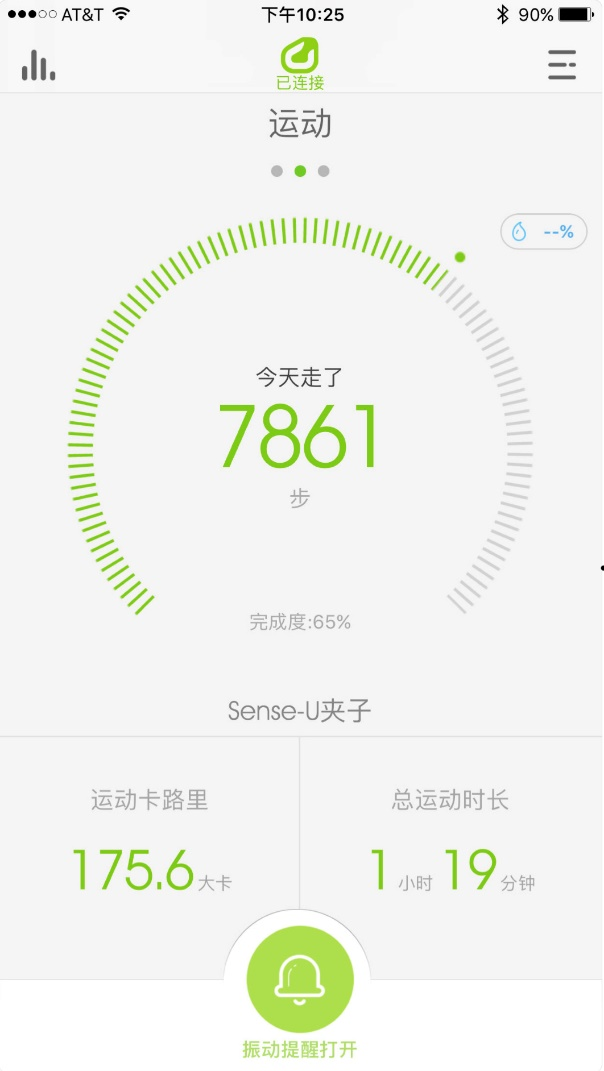 AT&T 下午10:25 90%
已连接
运动
--%
今天走了
7861
步
完成度:65%
Sense-U夹子
运动卡路里 总运动时长
175.6大卡 1小时19分钟
振动提醒打开